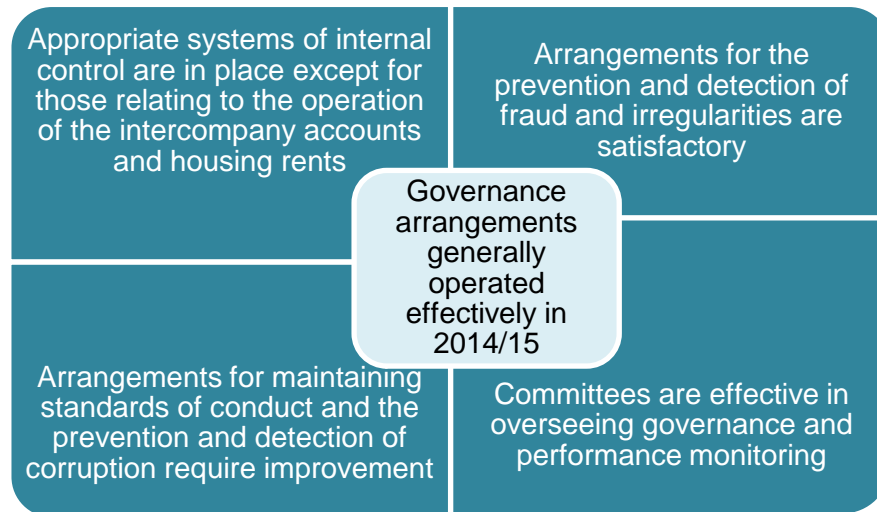 Appropriate systems of internal
control are in place except for
those relating to the operation
of the intercompany accounts
and housing rents
Arrangements for the
prevention and detection of
fraud and irregularities are
satisfactory
Governance
arrangements
generally
operated
effectively in
2014/15
Arrangements for maintaining
standards of conduct and the
prevention and detection of
corruption require improvement
Committees are effective in
overseeing governance and
performance monitoring